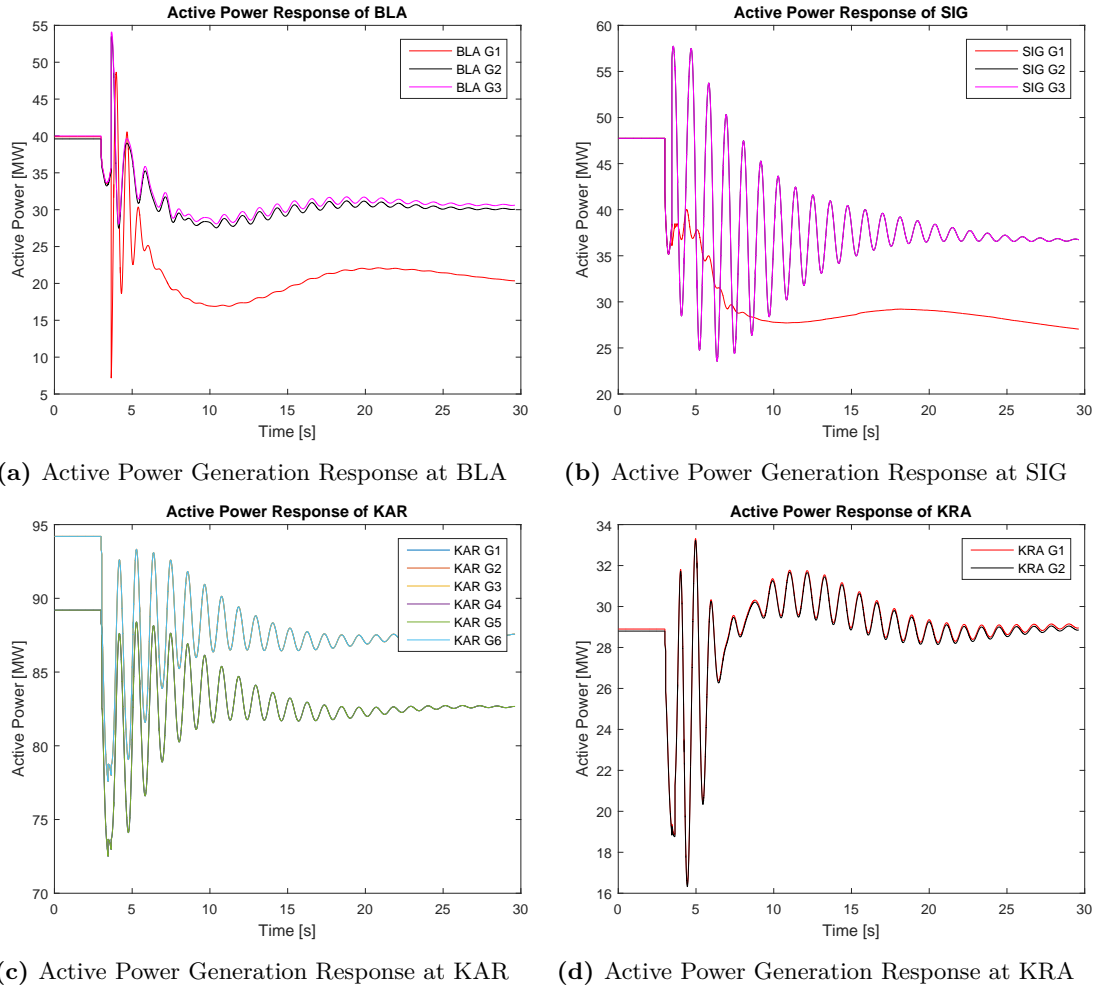 Active Power Response of BLA
55
50
45
40
35
30
25
20
15
10
5
0
5
10
15
20
25
30
Active Power [MW]
Time [s]
BLA G1
BLA G2
BLA G3
(a) Active Power Generation Response at BLA
Active Power Response of SIG
60
55
50
45
40
35
30
25
20
0
5
10
15
20
25
30
Active Power [MW]
Time [s]
SIG G1
SIG G2
SIG G3
(b) Active Power Generation Response at SIG
Active Power Response of KAR
95
90
85
80
75
70
0
5
10
15
20
25
30
Active Power [MW]
Time [s]
KAR G1
KAR G2
KAR G3
KAR G4
KAR G5
KAR G6
(c) Active Power Generation Response at KAR
Active Power Response of KRA
34
32
30
28
26
24
22
20
18
16
0
5
10
15
20
25
30
Active Power [MW]
Time [s]
KRA G1
KRA G2
(d) Active Power Generation Response at KRA